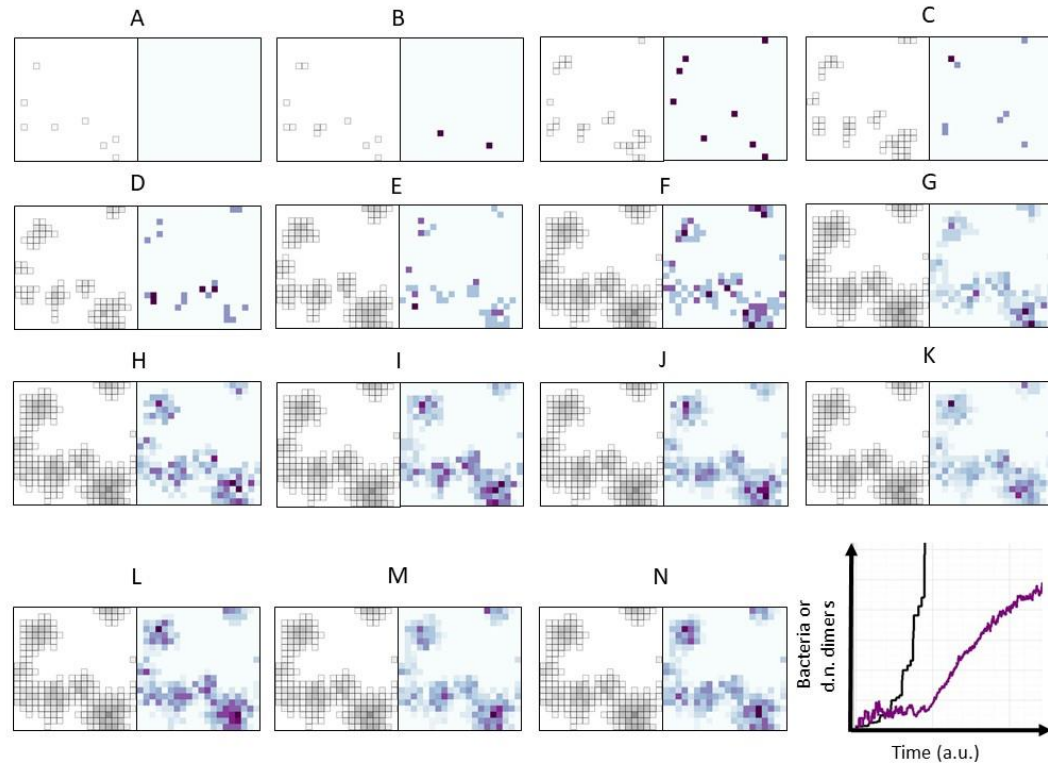 A B C
D E F G
H I J K
L M N
Bacteria or
d.n. dimers
Time (a.u.)